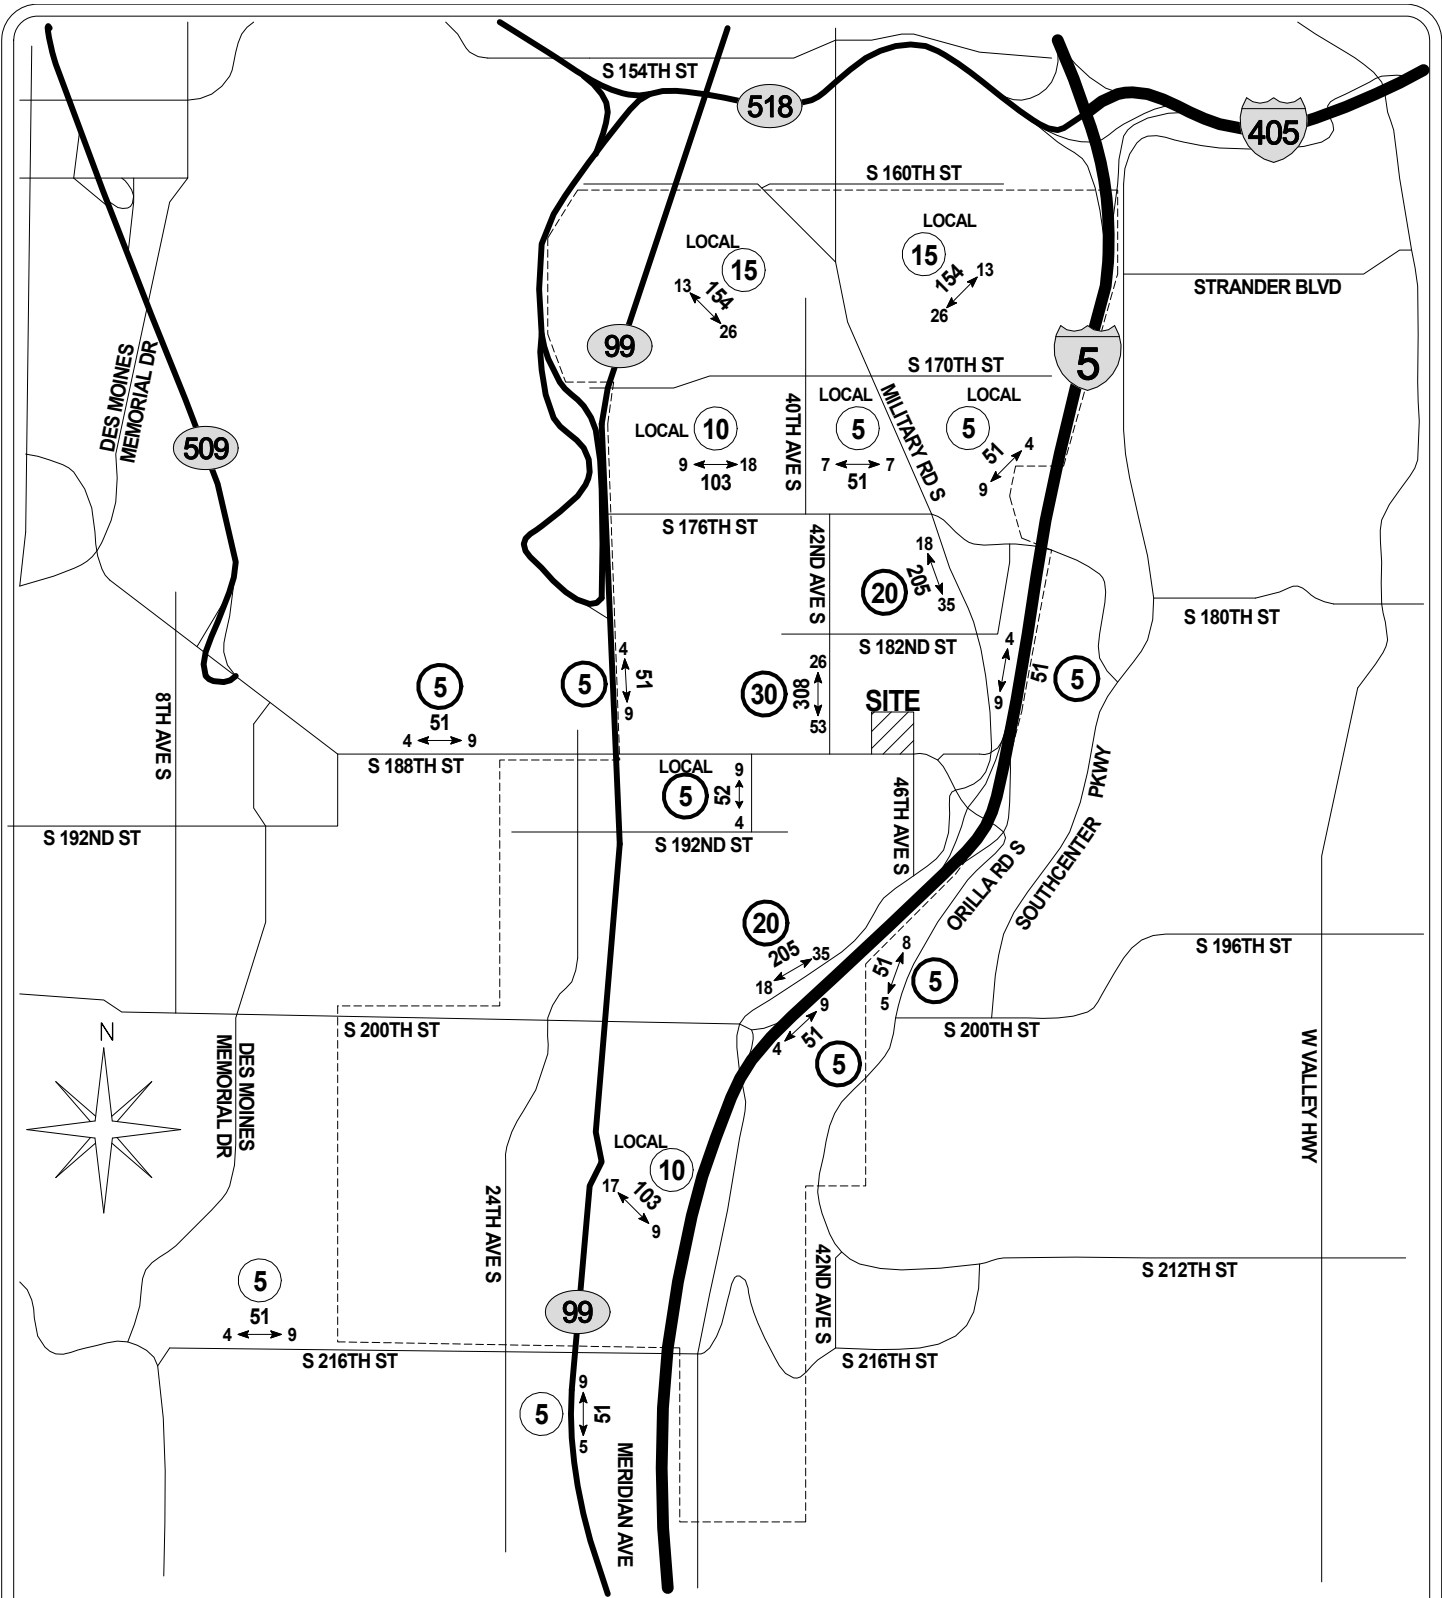 S 154TH ST
518
405
S 160TH ST
LOCAL
15
13
154
26
LOCAL
15
13
154
26
STRANDER BLVD
99
5
S 170TH ST
DES MOINES
MEMORIAL DR
509
LOCAL 10
9 18
103
40TH AVE S
LOCAL
5
7 7
51
MILITARY RD S
LOCAL
5
4
51
9
S 176TH ST
42ND AVE S
18
205
35
20
S 180TH ST
S 182ND ST
5
4
51
9
5
51
4 9
S 188TH ST
8TH AVE S
30
26
308
53
SITE
4
51
9
5
LOCAL
5
9
52
4
S 192ND ST
S 192ND ST
46TH AVE S
ORILLA RD S
SOUTHCENTER PKWY
20
205
35
18
8
51
5
5
S 196TH ST
9
51
4
5
N
S 200TH ST
S 200TH ST
DES MOINES
MEMORIAL DR
W VALLEY HWY
LOCAL
10
17
103
9
24TH AVE S
42ND AVE S
S 212TH ST
5
51
4 9
99
S 216TH ST
S 216TH ST
5
9
51
5
MERIDIAN AVE